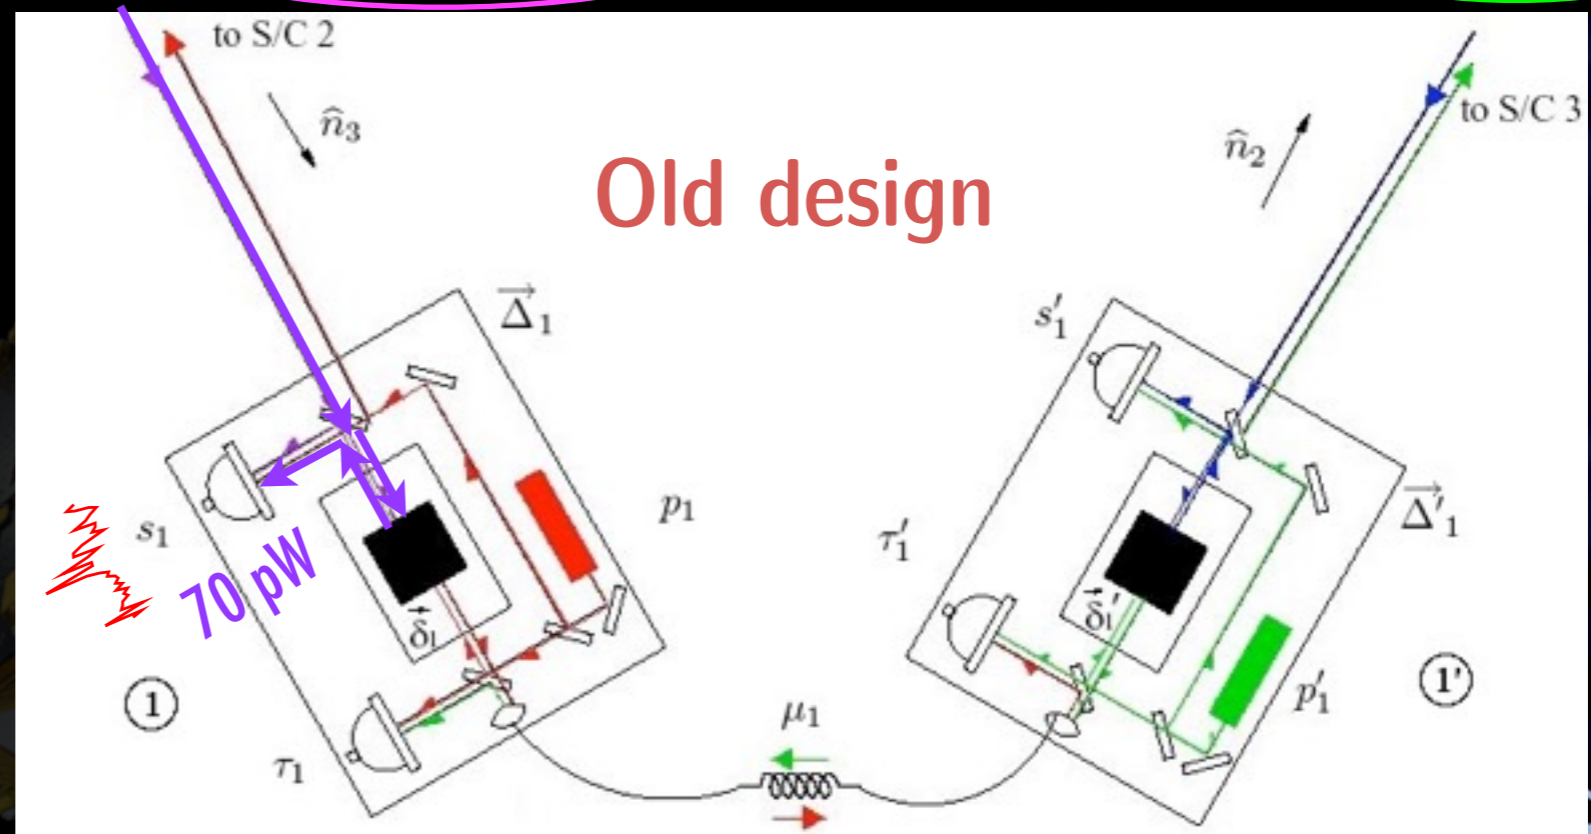 to S/C 2
n̂₃
Old design
n̂₂
to S/C 3
Δ⃗₁
s'₁
s₁
70 pW
p₁
τ'₁
Δ⃗'₁
δ⃗₁
δ⃗₁'
1
μ₁
p'₁
1'
τ₁